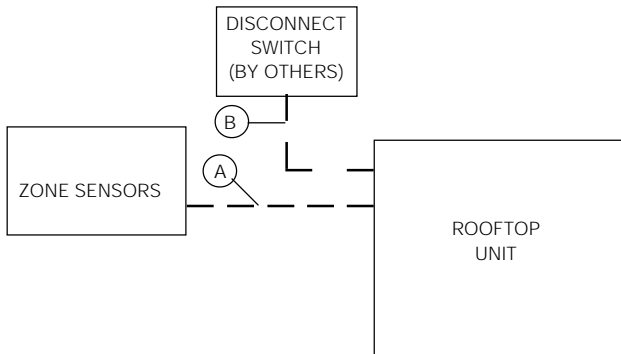 DISCONNECT
SWITCH
(BY OTHERS)
B
A
ZONE SENSORS
ROOFTOP
UNIT